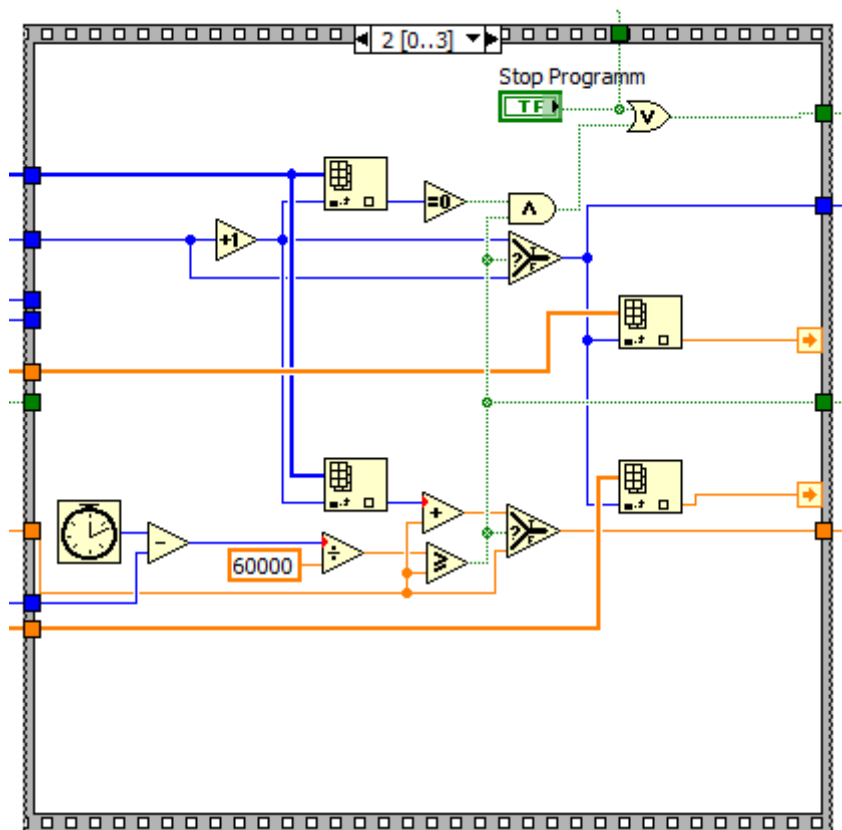 2 [0..3]
Stop Programm
TF
V
=0
Λ
+1
?
T
F
+
?
T
F
-
÷
60000
≥